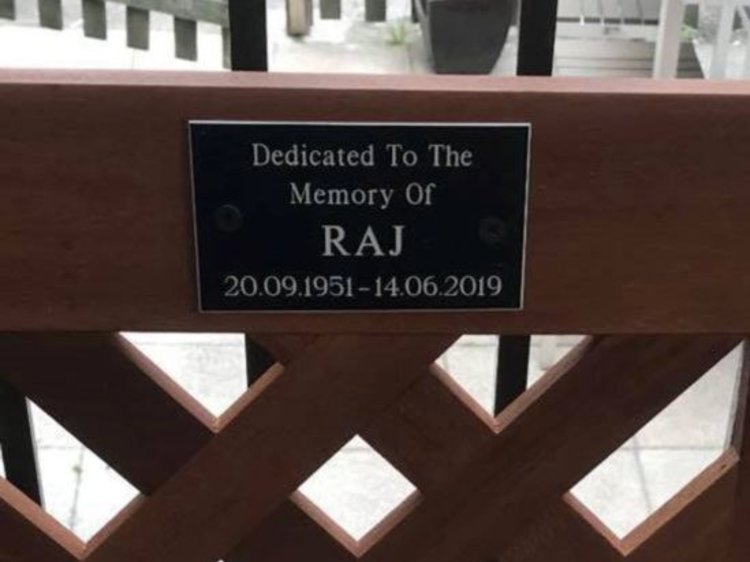 Dedicated To The
Memory Of
RAJ
20.09.1951-14.06.2019